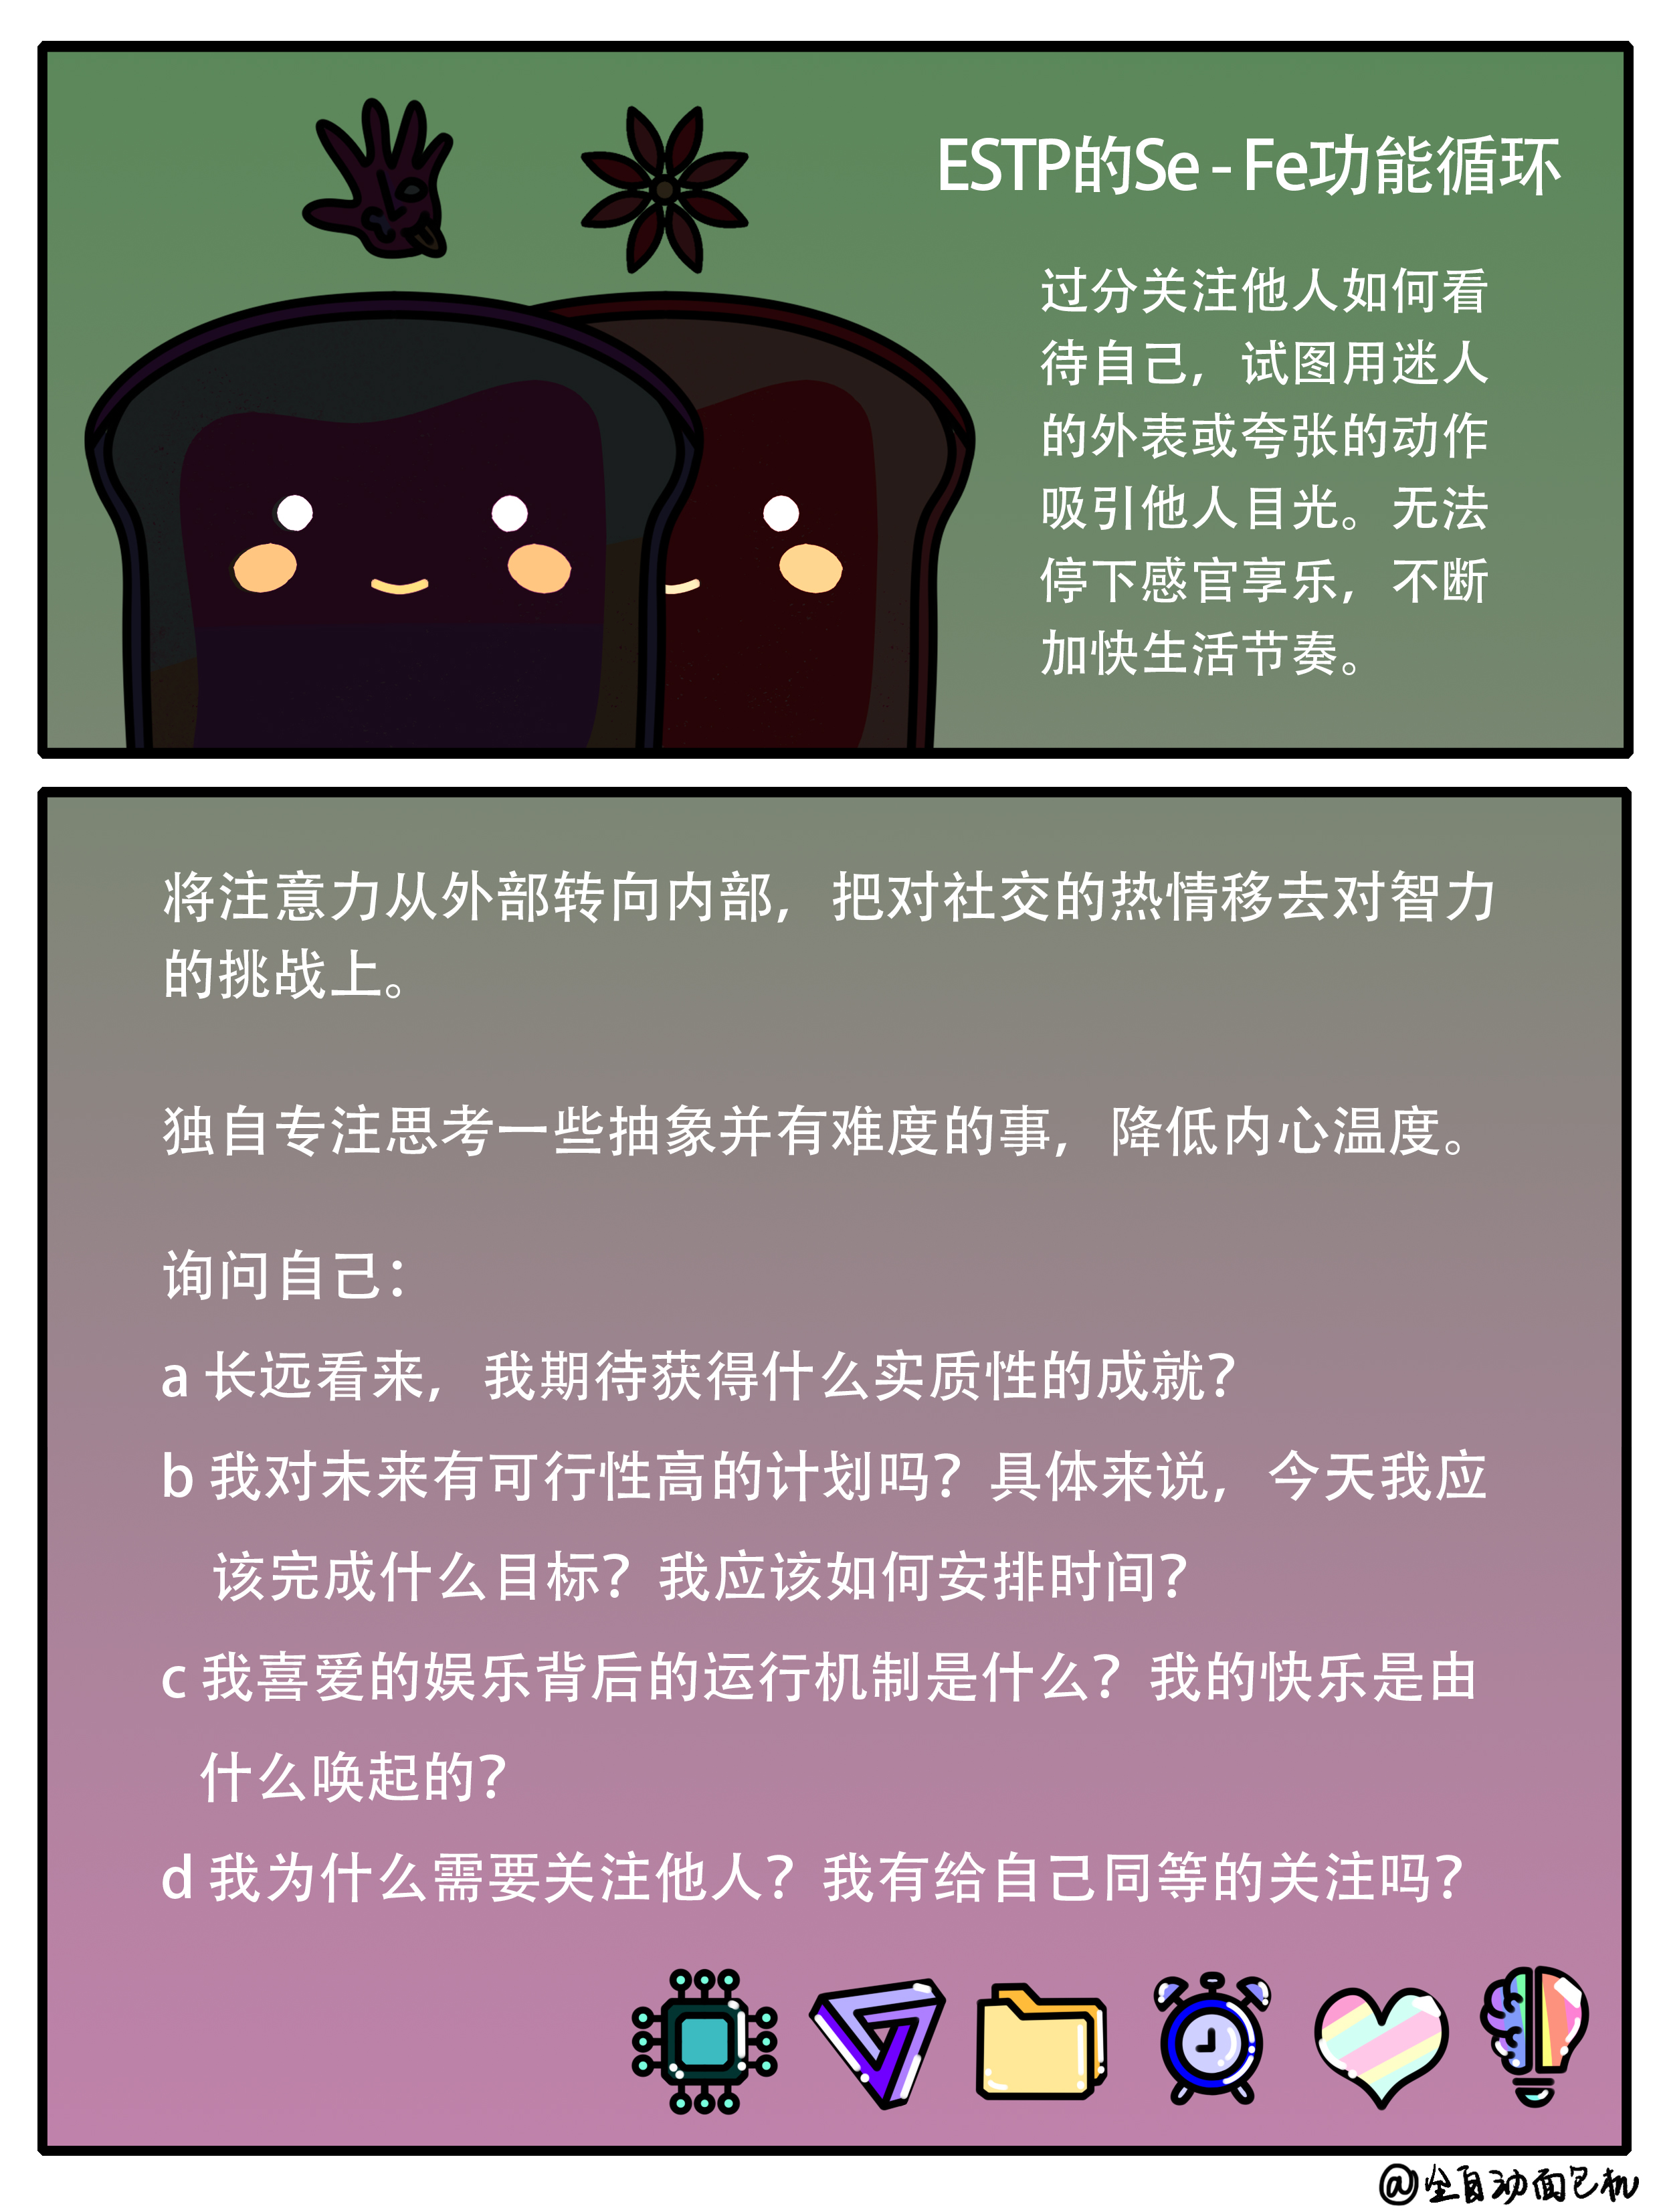 ESTP的Se - Fe功能循环
过分关注他人如何看
待自己，试图用迷人
的外表或夸张的动作
吸引他人目光。无法
停下感官享乐，不断
加快生活节奏。
将注意力从外部转向内部，把对社交的热情移去对智力
的挑战上。
独自专注思考一些抽象并有难度的事，降低内心温度。
询问自己：
a 长远看来，我期待获得什么实质性的成就？
b 我对未来有可行性高的计划吗？具体来说，今天我应
该完成什么目标？我应该如何安排时间？
c 我喜爱的娱乐背后的运行机制是什么？我的快乐是由
什么唤起的？
d 我为什么需要关注他人？我有给自己同等的关注吗？
@全自动面包机